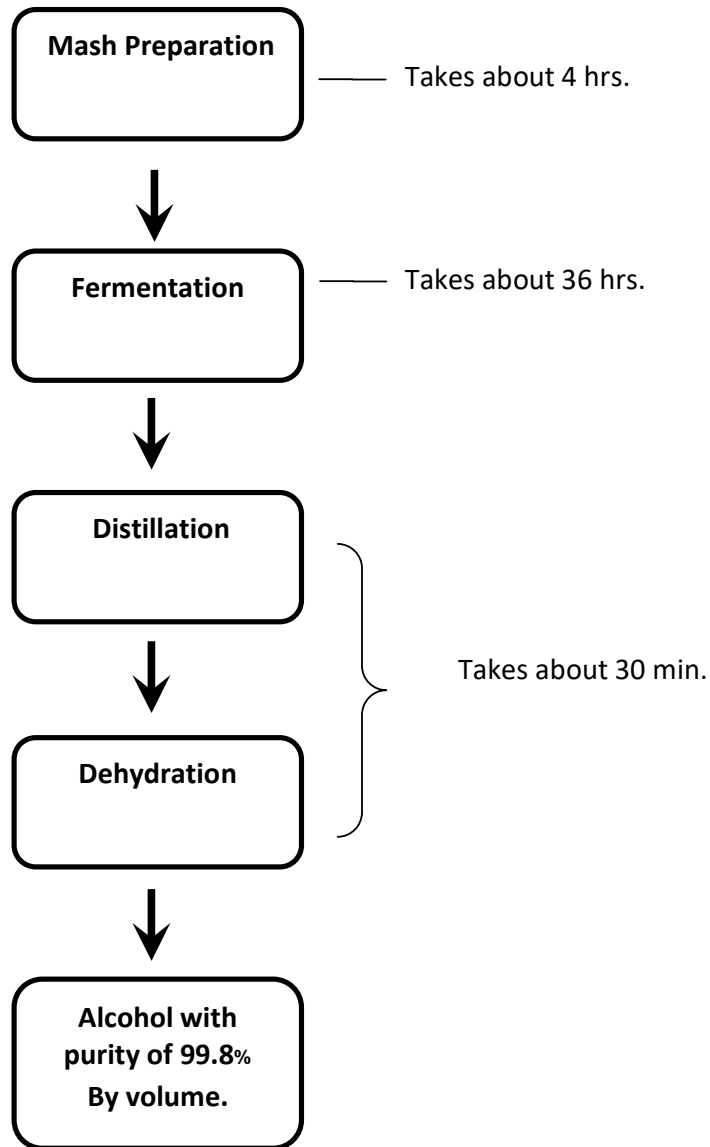 Mash Preparation
Takes about 4 hrs.
Fermentation
Takes about 36 hrs.
Distillation
Takes about 30 min.
Dehydration
Alcohol with
purity of 99.8%
By volume.